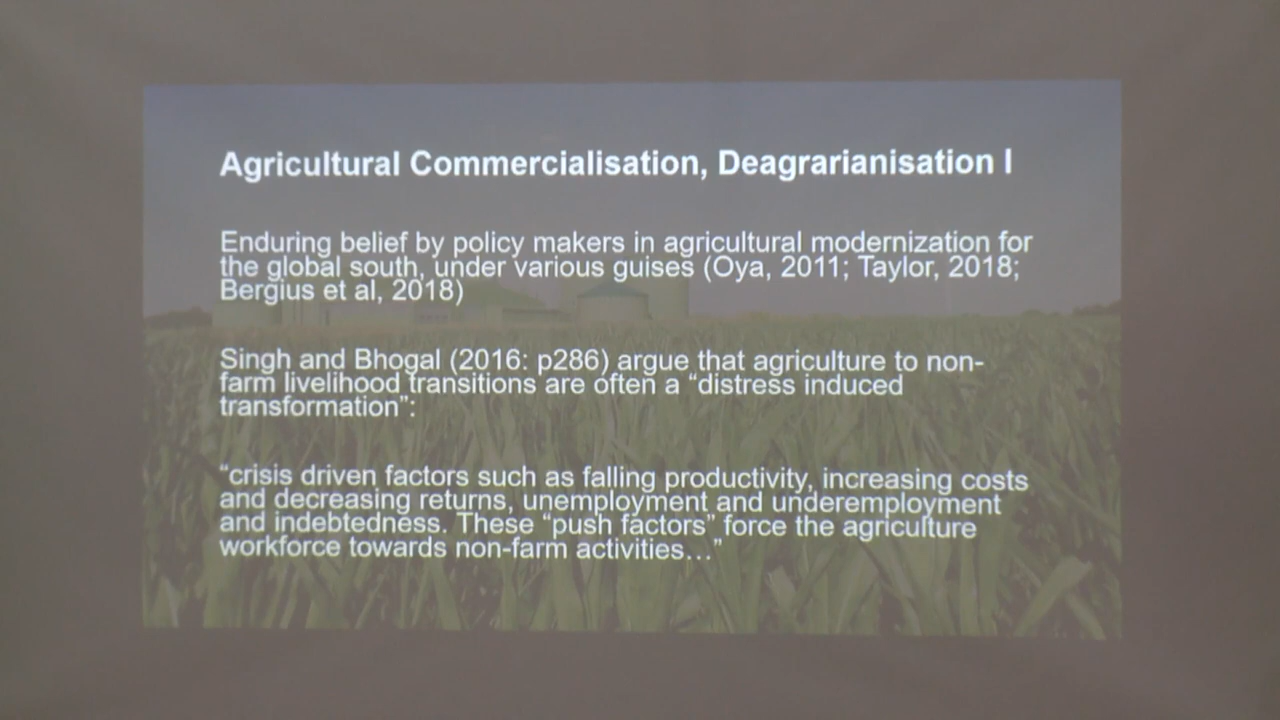 Agricultural Commercialisation, Deagrarianisation I
Enduring belief by policy makers in agricultural modernization for
the global south, under various guises (Oya, 2011; Taylor, 2018;
Bergius et al, 2018)
Singh and Bhogal (2016: p286) argue that agriculture to non-
farm livelihood transitions are often a “distress induced
transformation”:
“crisis driven factors such as falling productivity, increasing costs
and decreasing returns, unemployment and underemployment
and indebtedness. These “push factors” force the agriculture
workforce towards non-farm activities…”